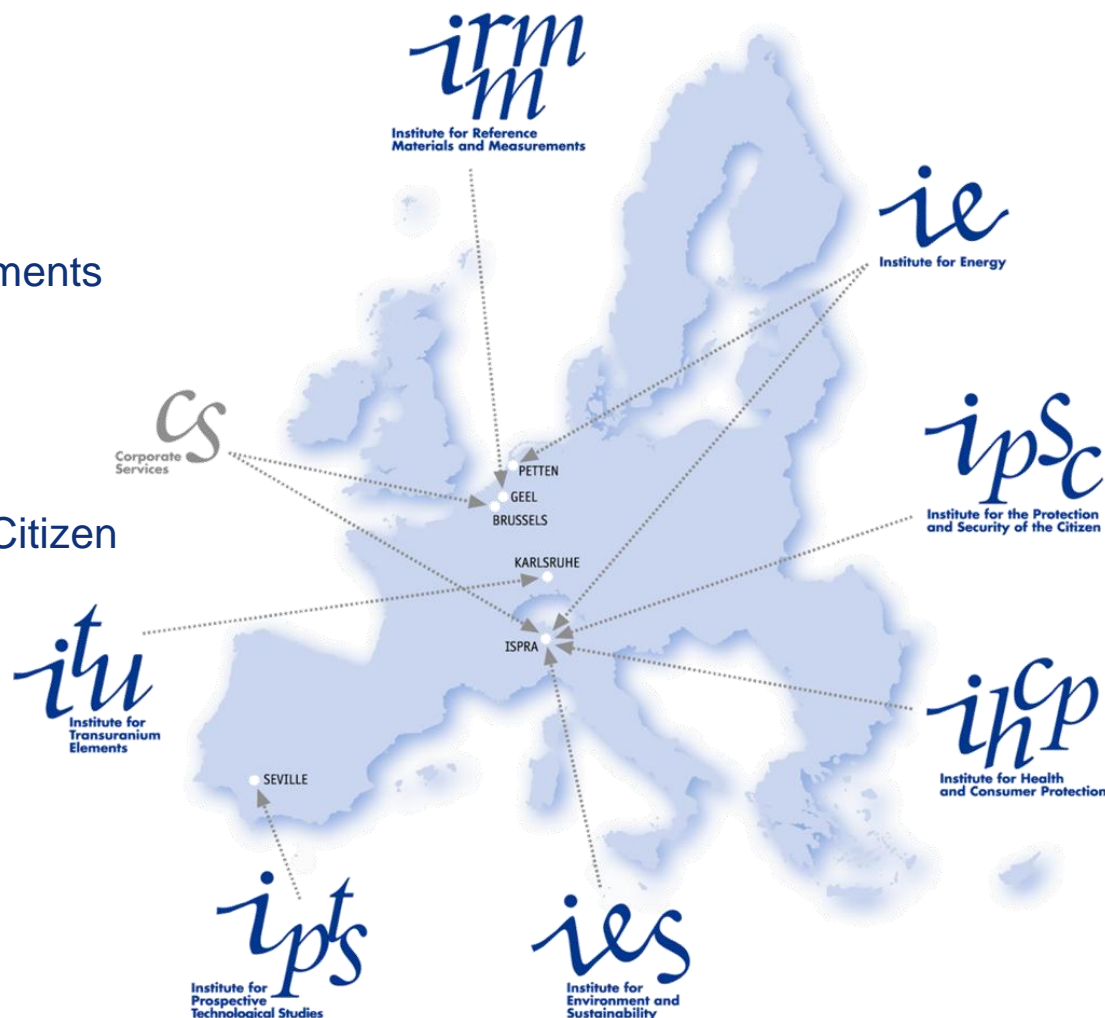 irmm
Institute for Reference
Materials and Measurements
ie
Institute for Energy
ments
cs
Corporate
Services
ipsc
Institute for the Protection
and Security of the Citizen
PETTEN
GEEL
BRUSSELS
Citizen
KARLSRUHE
itu
Institute for
Transuranium
Elements
ISPRA
ihcp
Institute for Health
and Consumer Protection
SEVILLE
ipts
Institute for
Prospective
Technological Studies
ies
Institute for
Environment and
Sustainability